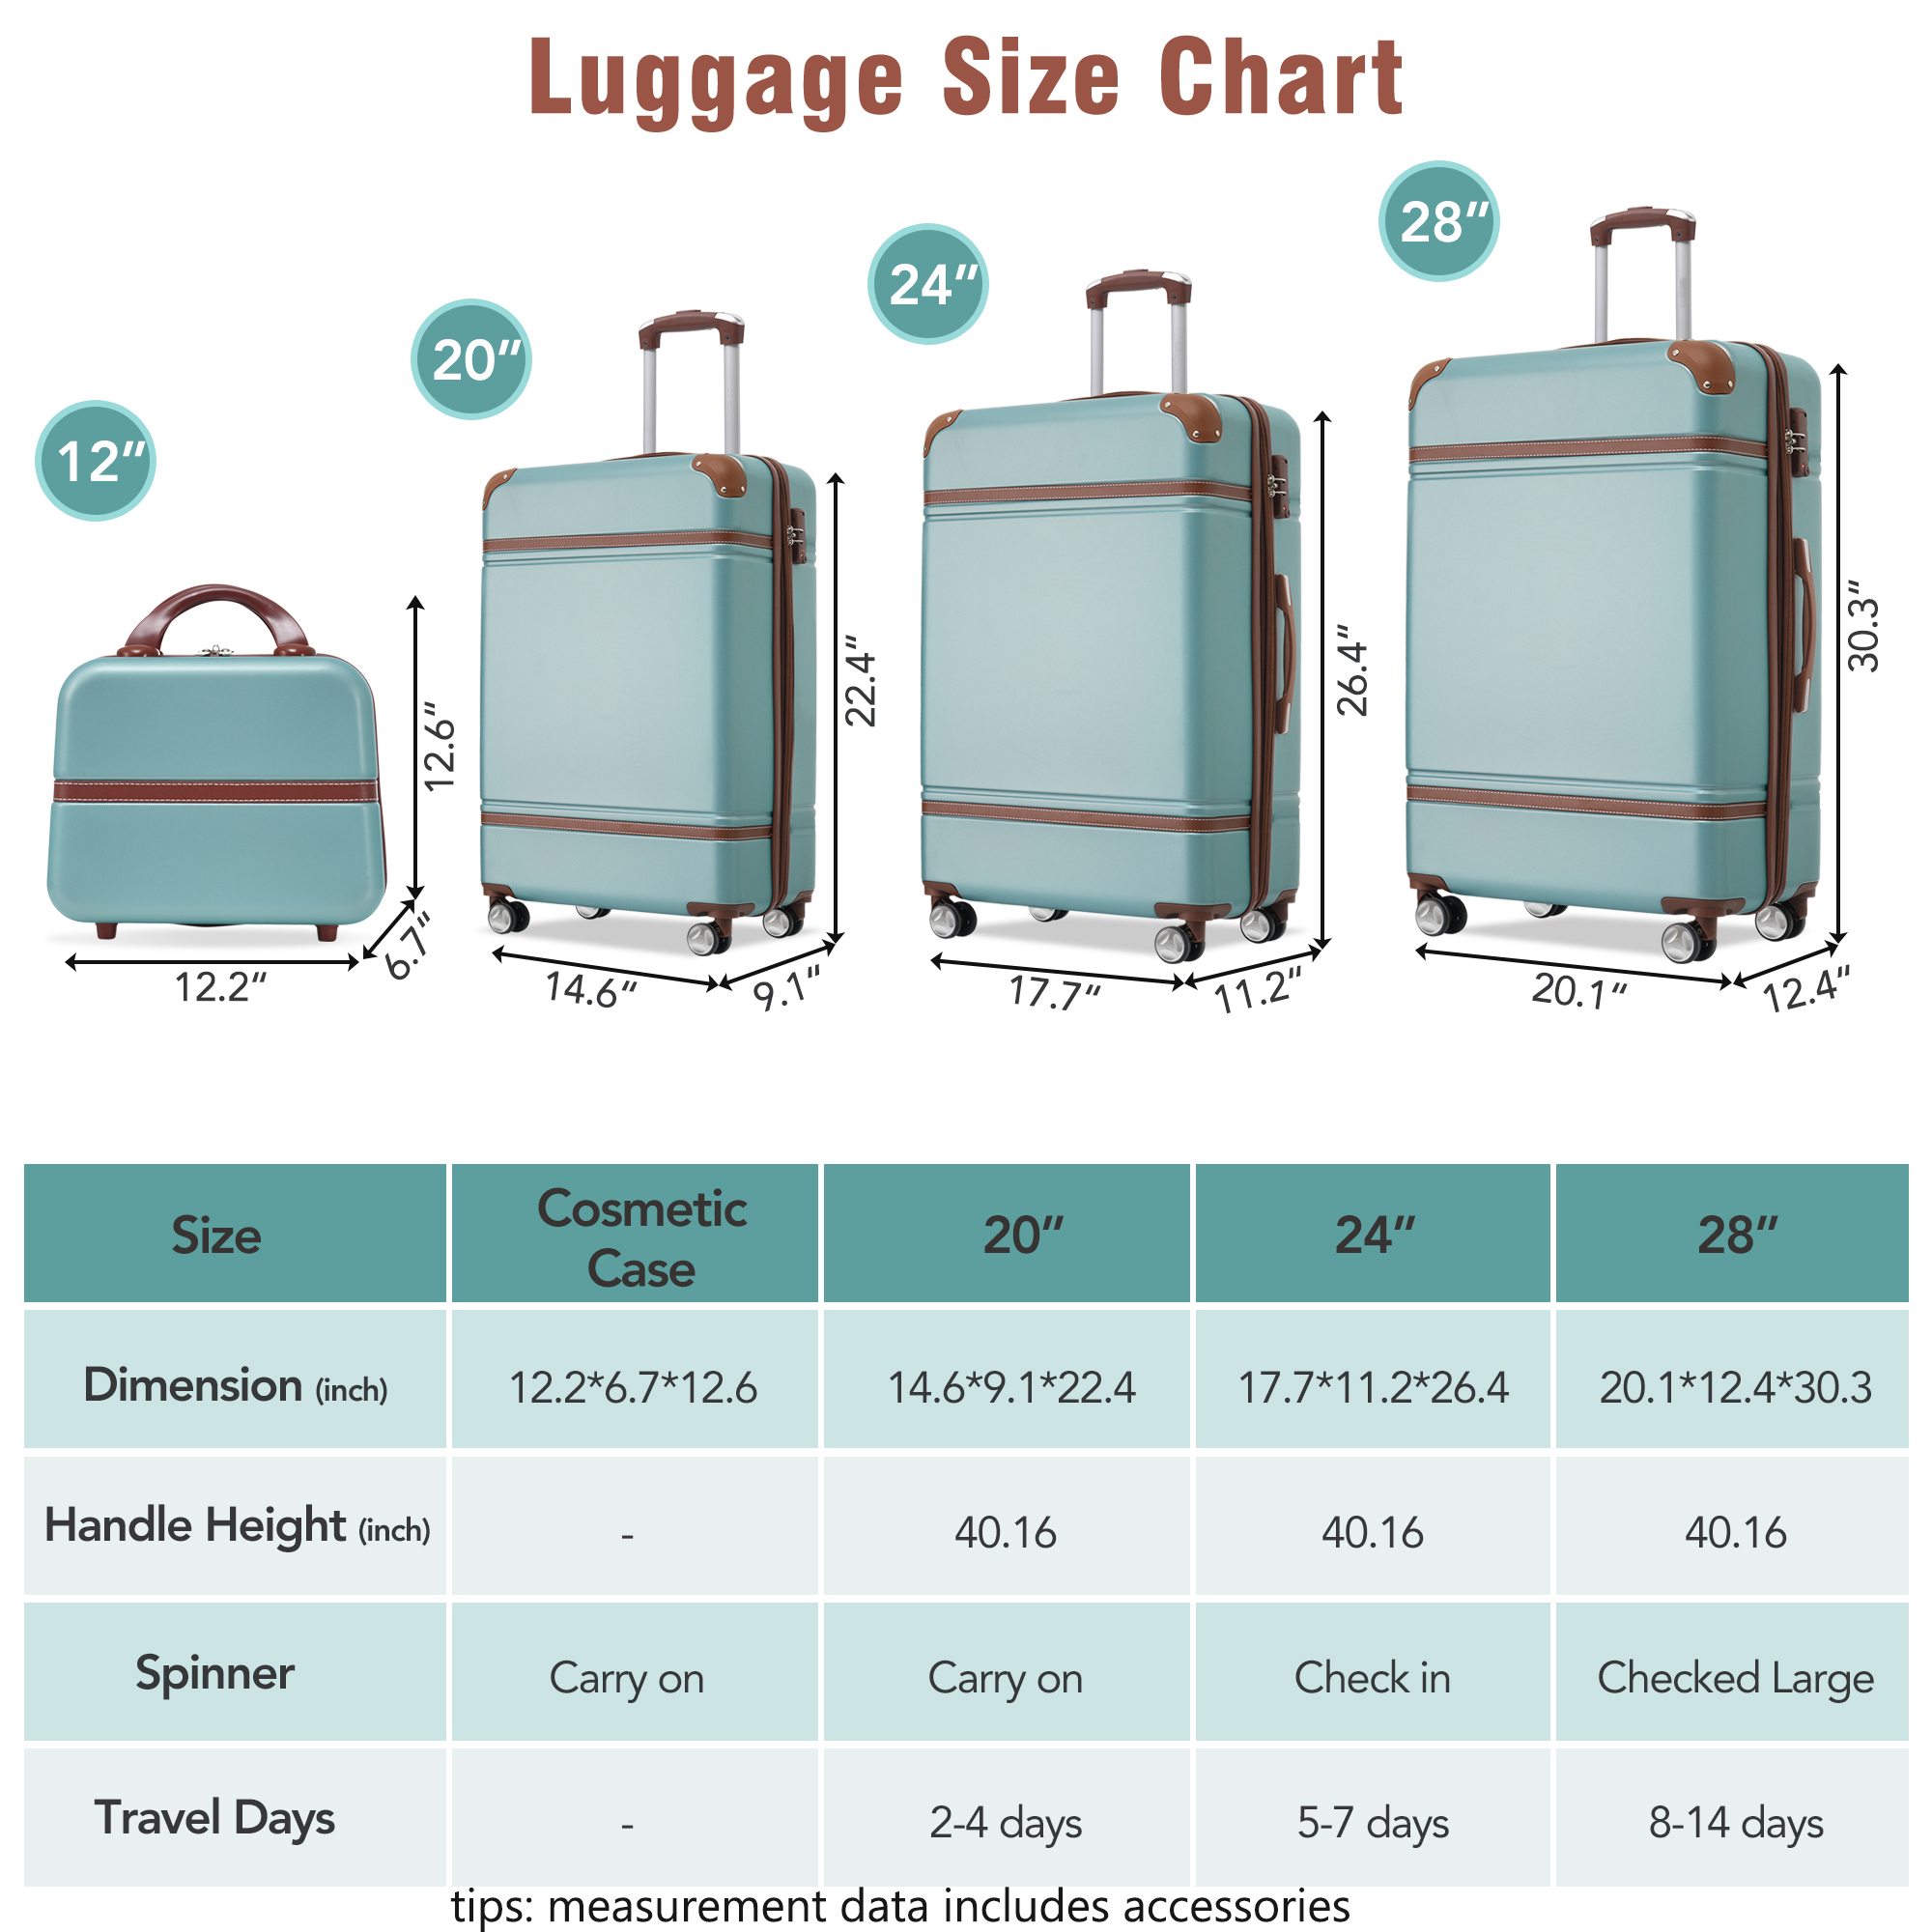 Luggage Size Chart
12″
20″
24″
28″
12.6″
12.2″
6.7″
22.4″
14.6″
9.1″
26.4″
17.7″
11.2″
30.3″
20.1″
12.4″
Size
Cosmetic
Case
20″
24″
28″
Dimension (inch)
12.2*6.7*12.6
14.6*9.1*22.4
17.7*11.2*26.4
20.1*12.4*30.3
Handle Height (inch)
-
40.16
40.16
40.16
Spinner
Carry on
Carry on
Check in
Checked Large
Travel Days
-
2-4 days
5-7 days
8-14 days
tips: measurement data includes accessories